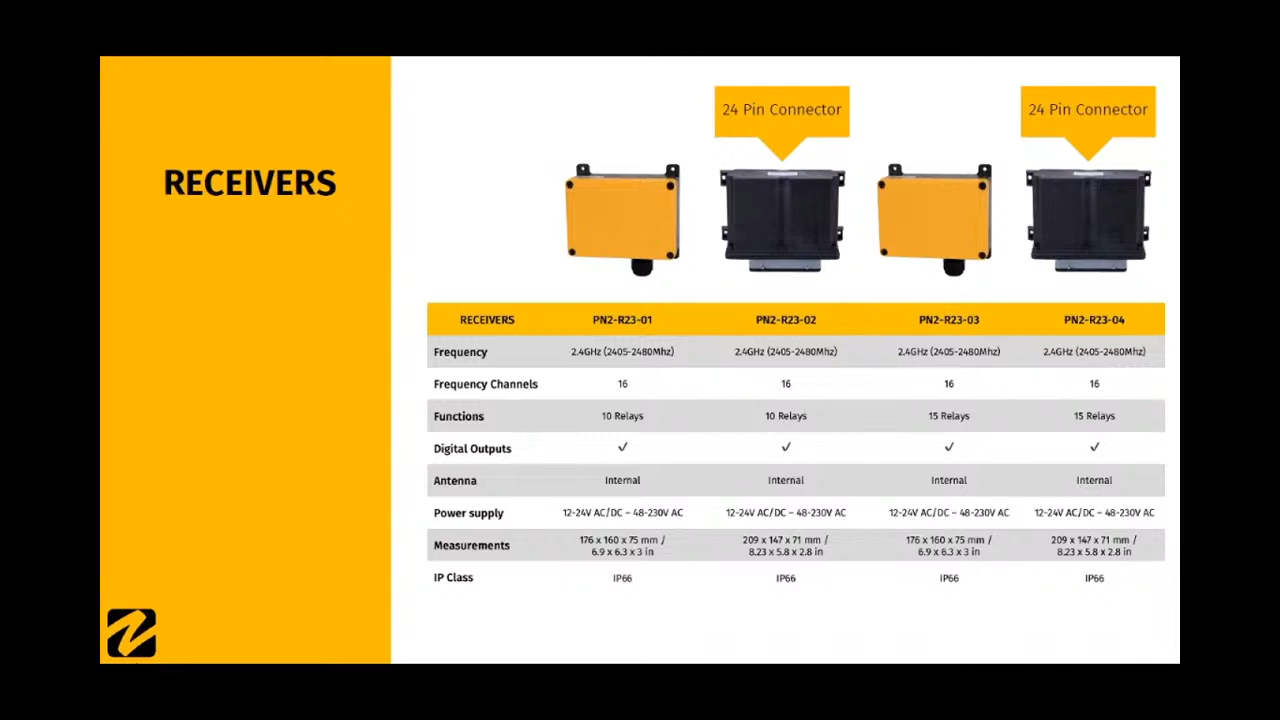 RECEIVERS
24 Pin Connector
24 Pin Connector
RECEIVERS PN2-R23-01 PN2-R23-02 PN2-R23-03 PN2-R23-04
Frequency 2.4GHz (2405-2480Mhz) 2.4GHz (2405-2480Mhz) 2.4GHz (2405-2480Mhz) 2.4GHz (2405-2480Mhz)
Frequency Channels 16 16 16 16
Functions 10 Relays 10 Relays 15 Relays 15 Relays
Digital Outputs ✓ ✓ ✓ ✓
Antenna Internal Internal Internal Internal
Power supply 12-24V AC/DC – 48-230V AC 12-24V AC/DC – 48-230V AC 12-24V AC/DC – 48-230V AC 12-24V AC/DC – 48-230V AC
Measurements 176 x 160 x 75 mm / 209 x 147 x 71 mm / 176 x 160 x 75 mm / 209 x 147 x 71 mm /
6.9 x 6.3 x 3 in 8.23 x 5.8 x 2.8 in 6.9 x 6.3 x 3 in 8.23 x 5.8 x 2.8 in
IP Class IP66 IP66 IP66 IP66